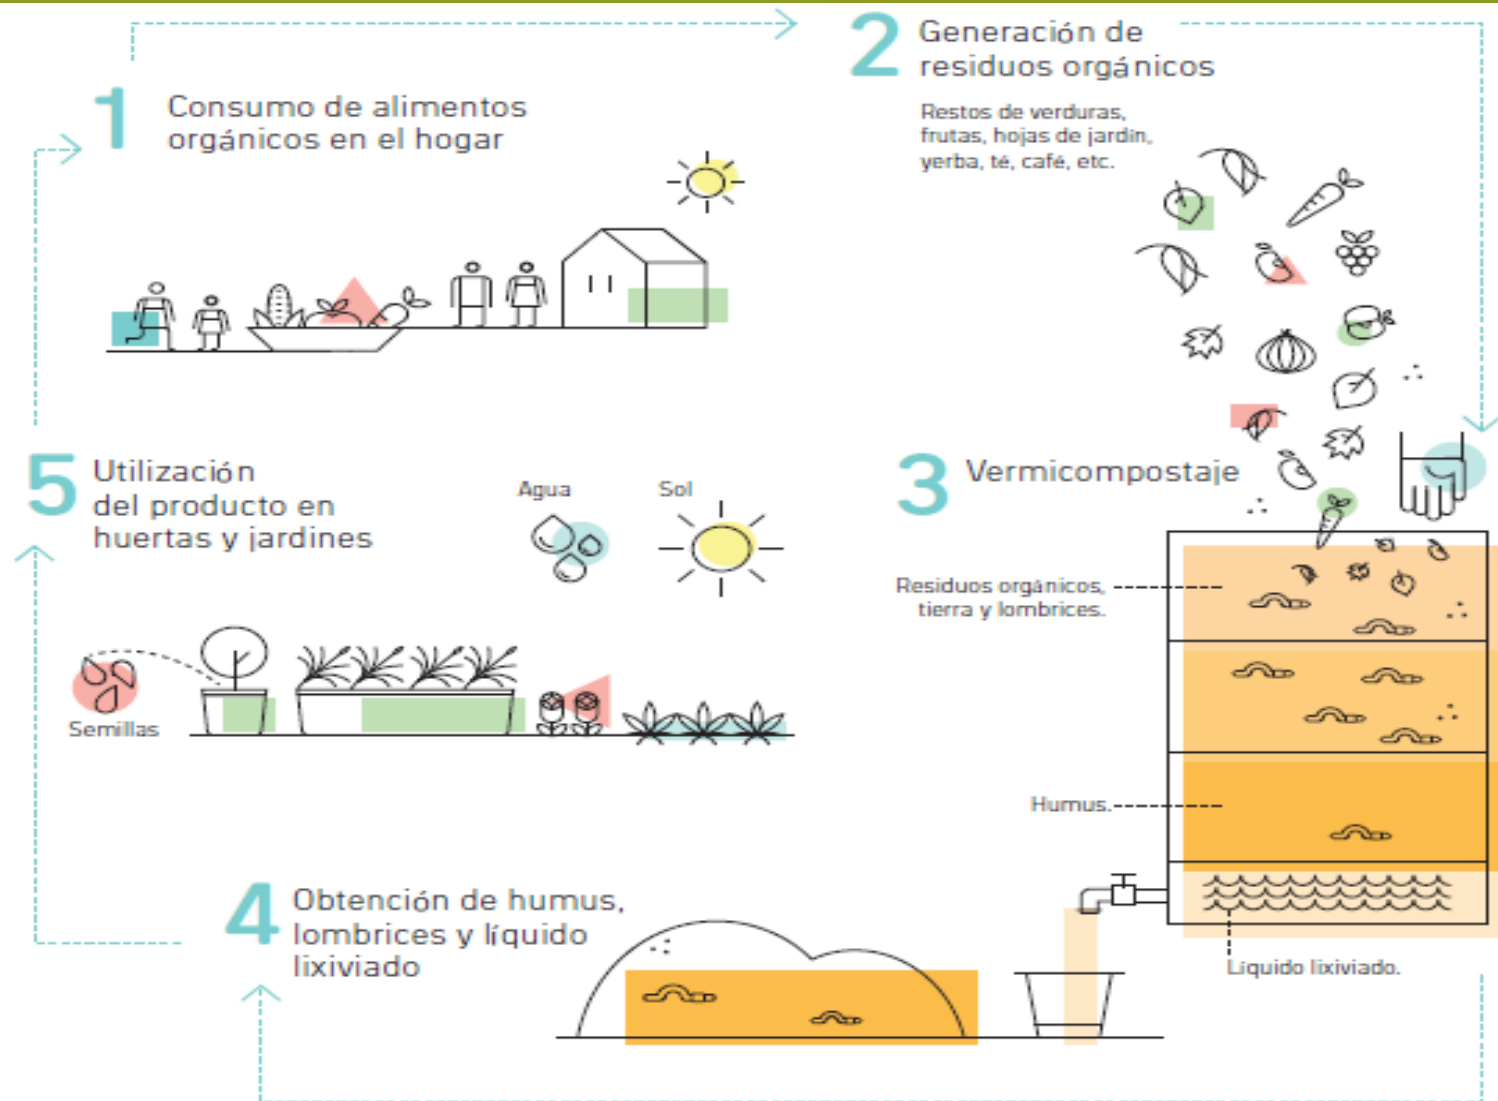 1
Consumo de alimentos
orgánicos en el hogar
2
Generación de
residuos orgánicos
Restos de verduras,
frutas, hojas de jardín,
yerba, té, café, etc.
3
Vermicompostaje
Residuos orgánicos,
tierra y lombrices.
Humus.
Líquido lixiviado.
4
Obtención de humus,
lombrices y líquido
lixiviado
5
Utilización
del producto en
huertas y jardines
Agua
Sol
Semillas